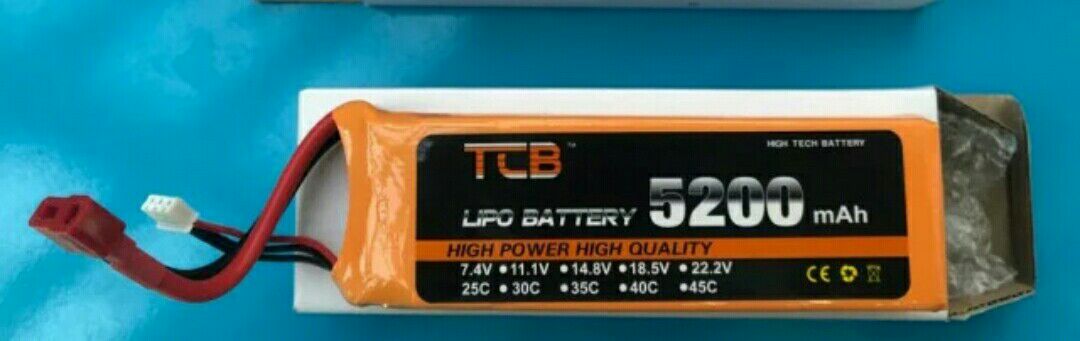 TCB™
HIGH TECH BATTERY
LIPO BATTERY 5200 mAh
HIGH POWER HIGH QUALITY
7.4V ●11.1V ●14.8V ●18.5V ●22.2V
25C ●30C ●35C ●40C ●45C
CE